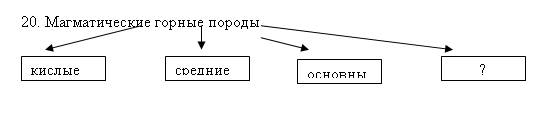 20. Магматические горные породы
кислые средние основны ?